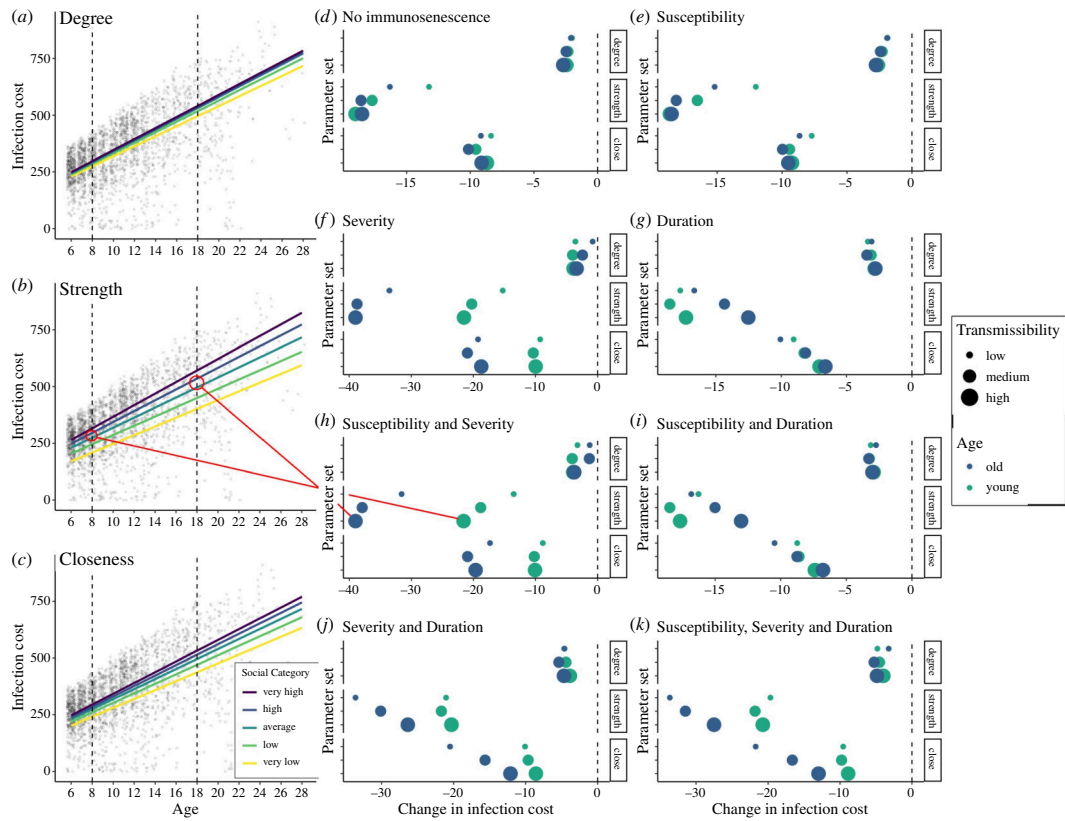 (a) Degree
Infection cost
750
500
250
0
6 8 10 12 14 16 18 20 22 24 26 28
(b) Strength
Infection cost
750
500
250
0
6 8 10 12 14 16 18 20 22 24 26 28
(c) Closeness
Infection cost
750
500
250
0
6 8 10 12 14 16 18 20 22 24 26 28
Age
Social Category
very high
high
average
low
very low
(d) No immunosenescence
Parameter set
degree
strength
close
−15 −10 −5 0
(e) Susceptibility
Parameter set
degree
strength
close
−15 −10 −5 0
(f) Severity
Parameter set
degree
strength
close
−40 −30 −20 −10 0
(g) Duration
Parameter set
degree
strength
close
−15 −10 −5 0
(h) Susceptibility and Severity
Parameter set
degree
strength
close
−40 −30 −20 −10 0
(i) Susceptibility and Duration
Parameter set
degree
strength
close
−15 −10 −5 0
(j) Severity and Duration
Parameter set
degree
strength
close
−30 −20 −10 0
Change in infection cost
(k) Susceptibility, Severity and Duration
Parameter set
degree
strength
close
−30 −20 −10 0
Change in infection cost
Transmissibility
low
medium
high
Age
old
young